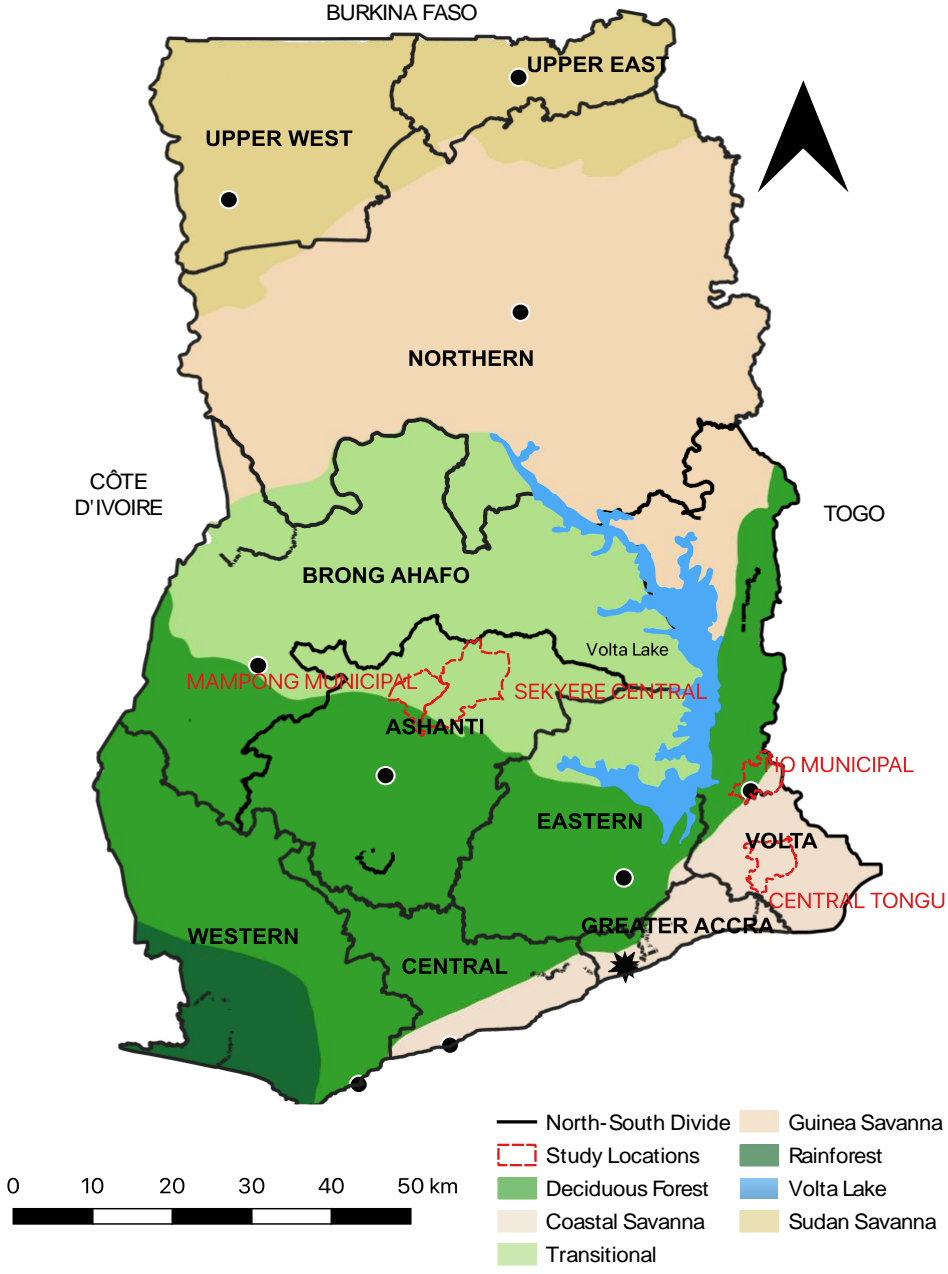 BURKINA FASO
UPPER EAST
UPPER WEST
NORTHERN
CÔTE
D'IVOIRE
TOGO
BRONG AHAFO
Volta Lake
MAMPONG MUNICIPAL
SEKYERE CENTRAL
ASHANTI
HO MUNICIPAL
EASTERN
VOLTA
CENTRAL TONGU
GREATER ACCRA
WESTERN
CENTRAL
North-South Divide
Guinea Savanna
Study Locations
Rainforest
Deciduous Forest
Volta Lake
Coastal Savanna
Sudan Savanna
Transitional
0 10 20 30 40 50 km